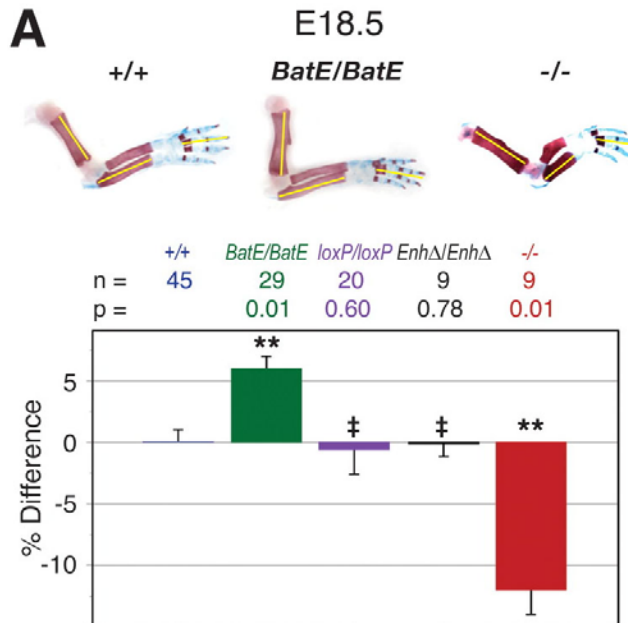 A
E18.5
+/+ BatE/BatE -/-
+/+ BatE/BatE loxP/loxP EnhΔ/EnhΔ -/-
n = 45 29 20 9 9
p = 0.01 0.60 0.78 0.01
**
5
‡ ‡ **
0
-5
-10
% Difference